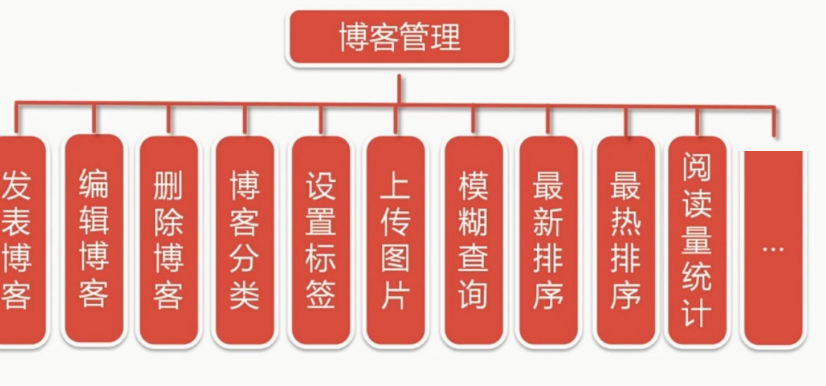 博客管理
发表博客
编辑博客
删除博客
博客分类
设置标签
上传图片
模糊查询
最新排序
最热排序
阅读量统计
...